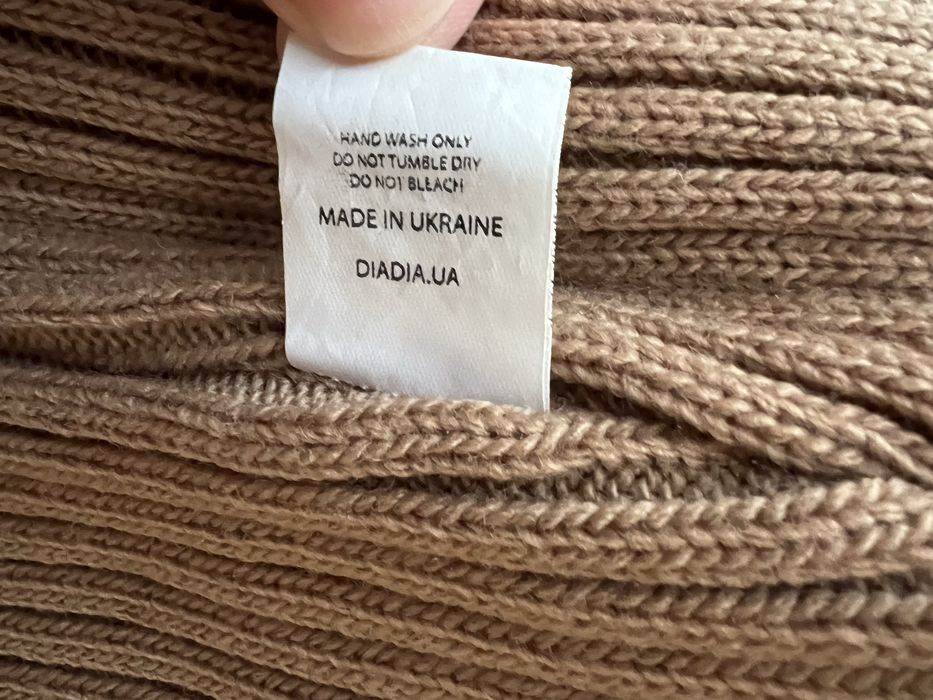 HAND WASH ONLY
DO NOT TUMBLE DRY
DO NOT BLEACH
MADE IN UKRAINE
DIADIA.UA